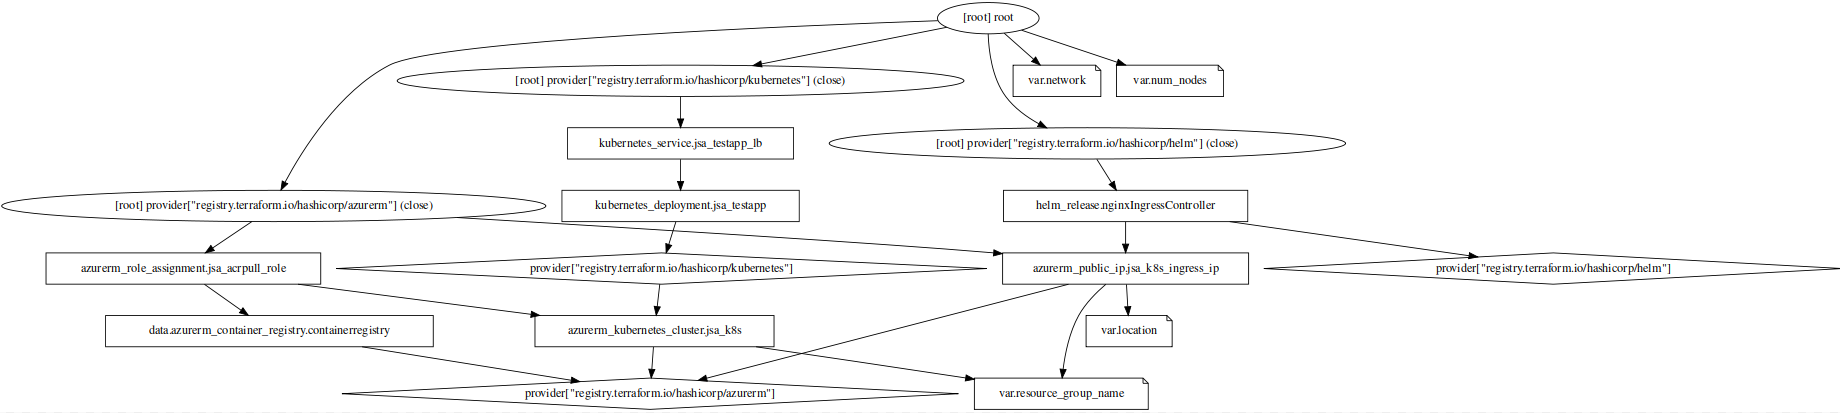 [root] root
[root] provider["registry.terraform.io/hashicorp/kubernetes"] (close)
var.network
var.num_nodes
kubernetes_service.jsa_testapp_lb
[root] provider["registry.terraform.io/hashicorp/helm"] (close)
[root] provider["registry.terraform.io/hashicorp/azurerm"] (close)
kubernetes_deployment.jsa_testapp
helm_release.nginxIngressController
azurerm_role_assignment.jsa_acrpull_role
provider["registry.terraform.io/hashicorp/kubernetes"]
azurerm_public_ip.jsa_k8s_ingress_ip
provider["registry.terraform.io/hashicorp/helm"]
data.azurerm_container_registry.containerregistry
azurerm_kubernetes_cluster.jsa_k8s
var.location
provider["registry.terraform.io/hashicorp/azurerm"]
var.resource_group_name